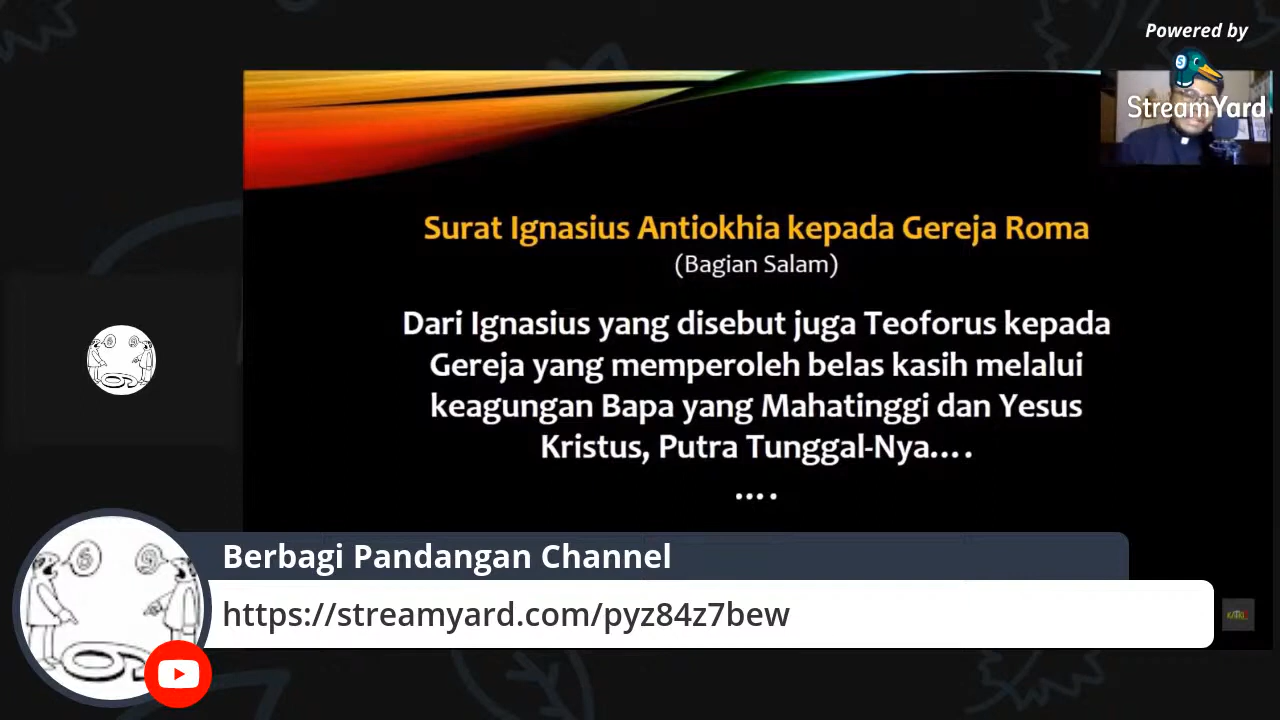 Powered by
StreamYard
Surat Ignasius Antiokhia kepada Gereja Roma
(Bagian Salam)
Dari Ignasius yang disebut juga Teoforus kepada
Gereja yang memperoleh belas kasih melalui
keagungan Bapa yang Mahatinggi dan Yesus
Kristus, Putra Tunggal-Nya....
....
Berbagi Pandangan Channel
https://streamyard.com/pyz84z7bew